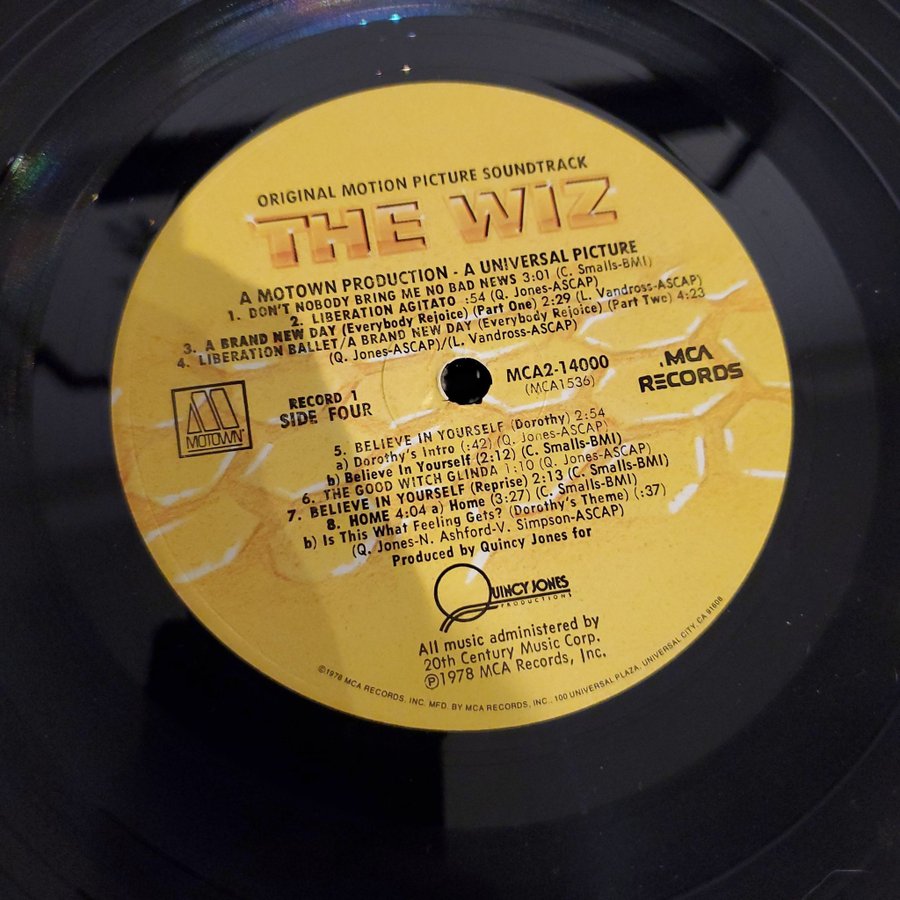 ORIGINAL MOTION PICTURE SOUNDTRACK
THE WIZ
A MOTOWN PRODUCTION - A UNIVERSAL PICTURE
1. DON'T NOBODY BRING ME NO BAD NEWS 3:01 (C. Smalls-BMI)
2. LIBERATION AGITATO :54 (Q. Jones-ASCAP)
3. A BRAND NEW DAY (Everybody Rejoice) (Part One) 2:29 (L. Vandross-ASCAP)
4. LIBERATION BALLET/A BRAND NEW DAY (Everybody Rejoice) (Part Two) 4:23
(Q. Jones-ASCAP)/(L. Vandross-ASCAP)
MOTOWN
RECORD 1
SIDE FOUR
MCA2-14000
(MCA1536)
MCA
RECORDS
5. BELIEVE IN YOURSELF (Dorothy) 2:54
a) Dorothy's Intro (:42) (Q. Jones-ASCAP)
b) Believe In Yourself (2:12) (C. Smalls-BMI)
6. THE GOOD WITCH GLINDA 1:10 (Q. Jones-ASCAP)
7. BELIEVE IN YOURSELF (Reprise) 2:13 (C. Smalls-BMI)
8. HOME 4:04 a) Home (3:27) (C. Smalls-BMI)
b) Is This What Feeling Gets? (Dorothy's Theme) (:37)
(Q. Jones-N. Ashford-V. Simpson-ASCAP)
Produced by Quincy Jones for
QUINCY JONES
PRODUCTIONS
All music administered by
20th Century Music Corp.
Ⓟ1978 MCA Records, Inc.
©1978 MCA RECORDS, INC. MFD. BY MCA RECORDS, INC., 100 UNIVERSAL PLAZA, UNIVERSAL CITY, CA 91608